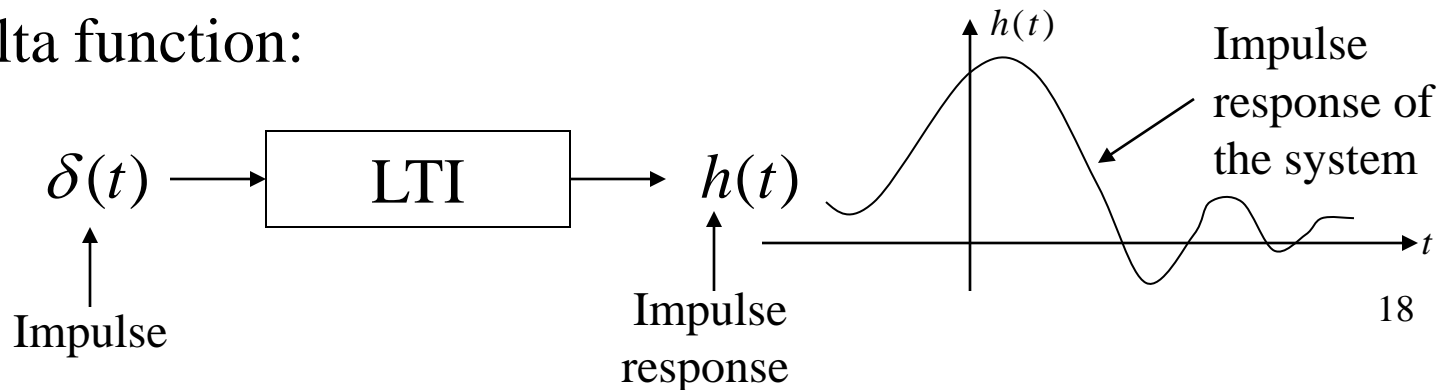 lta function:
δ(t)
LTI
h(t)
Impulse
Impulse
response
h(t)
Impulse
response of
the system
t
18